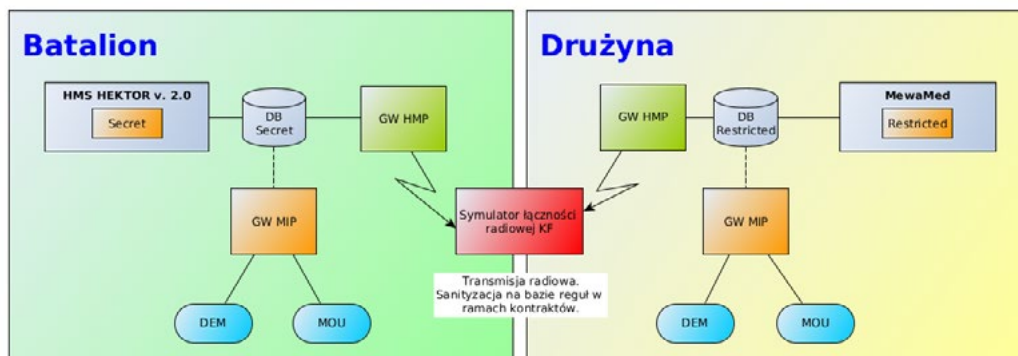 Batalion
HMS HEKTOR v. 2.0
Secret
DB
Secret
GW HMP
GW MIP
DEM
MOU
Symulator łączności
radiowej KF
Transmisja radiowa.
Sanityzacja na bazie reguł w
ramach kontraktów.
Drużyna
GW HMP
DB
Restricted
MewaMed
Restricted
GW MIP
DEM
MOU